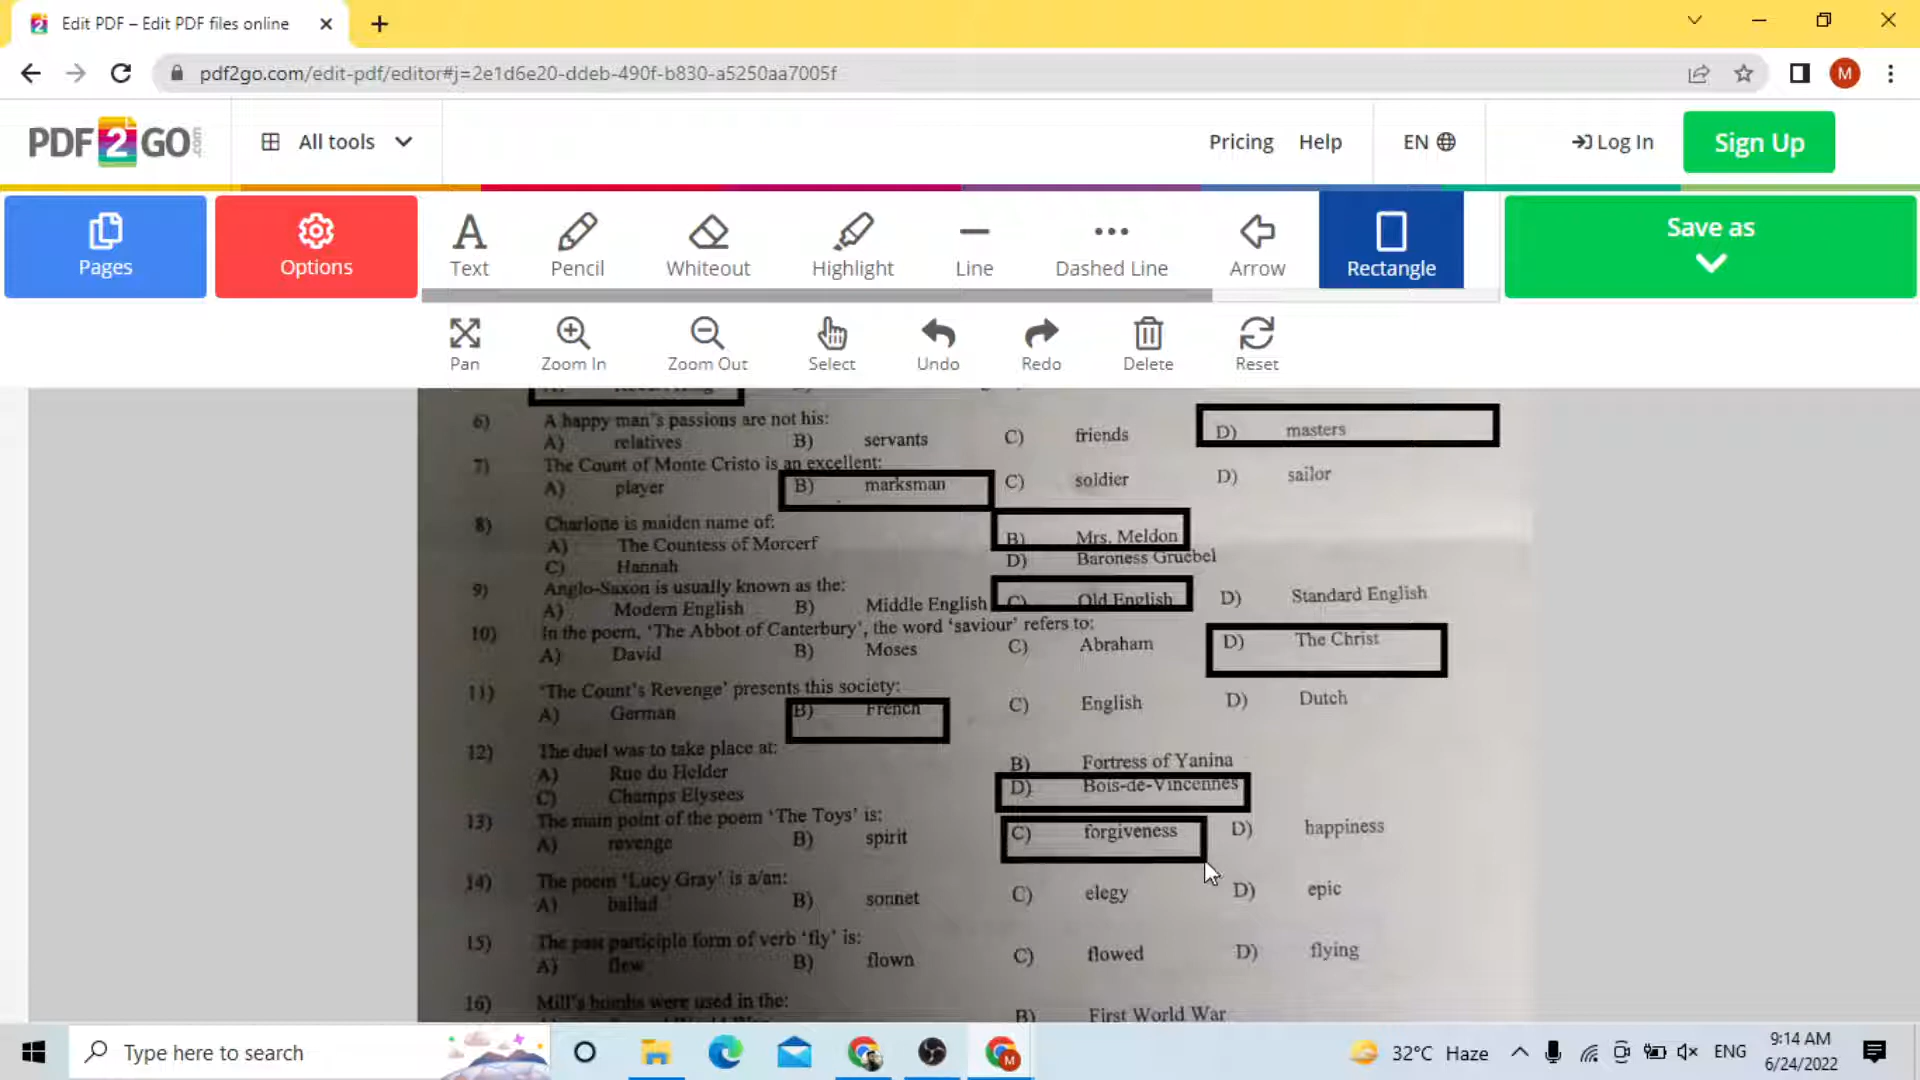 Edit PDF – Edit PDF files online
pdf2go.com/edit-pdf/editor#j=2e1d6e20-ddeb-490f-b830-a5250aa7005f
M
PDF2GO.com
All tools
Pricing
Help
EN
Log In
Sign Up
Pages
Options
Text
Pencil
Whiteout
Highlight
Line
Dashed Line
Arrow
Rectangle
Save as
Pan
Zoom In
Zoom Out
Select
Undo
Redo
Delete
Reset
6) A happy man's passions are not his:
A) relatives B) servants C) friends D) masters
7) The Count of Monte Cristo is an excellent:
A) player B) marksman C) soldier D) sailor
8) Charlotte is maiden name of:
A) The Countess of Morcerf B) Mrs. Meldon
C) Hannah D) Baroness Gruebel
9) Anglo-Saxon is usually known as the:
A) Modern English B) Middle English C) Old English D) Standard English
10) In the poem, 'The Abbot of Canterbury', the word 'saviour' refers to:
A) David B) Moses C) Abraham D) The Christ
11) 'The Count's Revenge' presents this society:
A) German B) French C) English D) Dutch
12) The duel was to take place at:
A) Rue du Helder B) Fortress of Yanina
C) Champs Elysees D) Bois-de-Vincennes
13) The main point of the poem 'The Toys' is:
A) revenge B) spirit C) forgiveness D) happiness
14) The poem 'Lucy Gray' is a/an:
A) ballad B) sonnet C) elegy D) epic
15) The past participle form of verb 'fly' is:
A) flew B) flown C) flowed D) flying
16) Mill's bombs were used in the:
B) First World War
Type here to search
M
32°C Haze
ENG
9:14 AM
6/24/2022